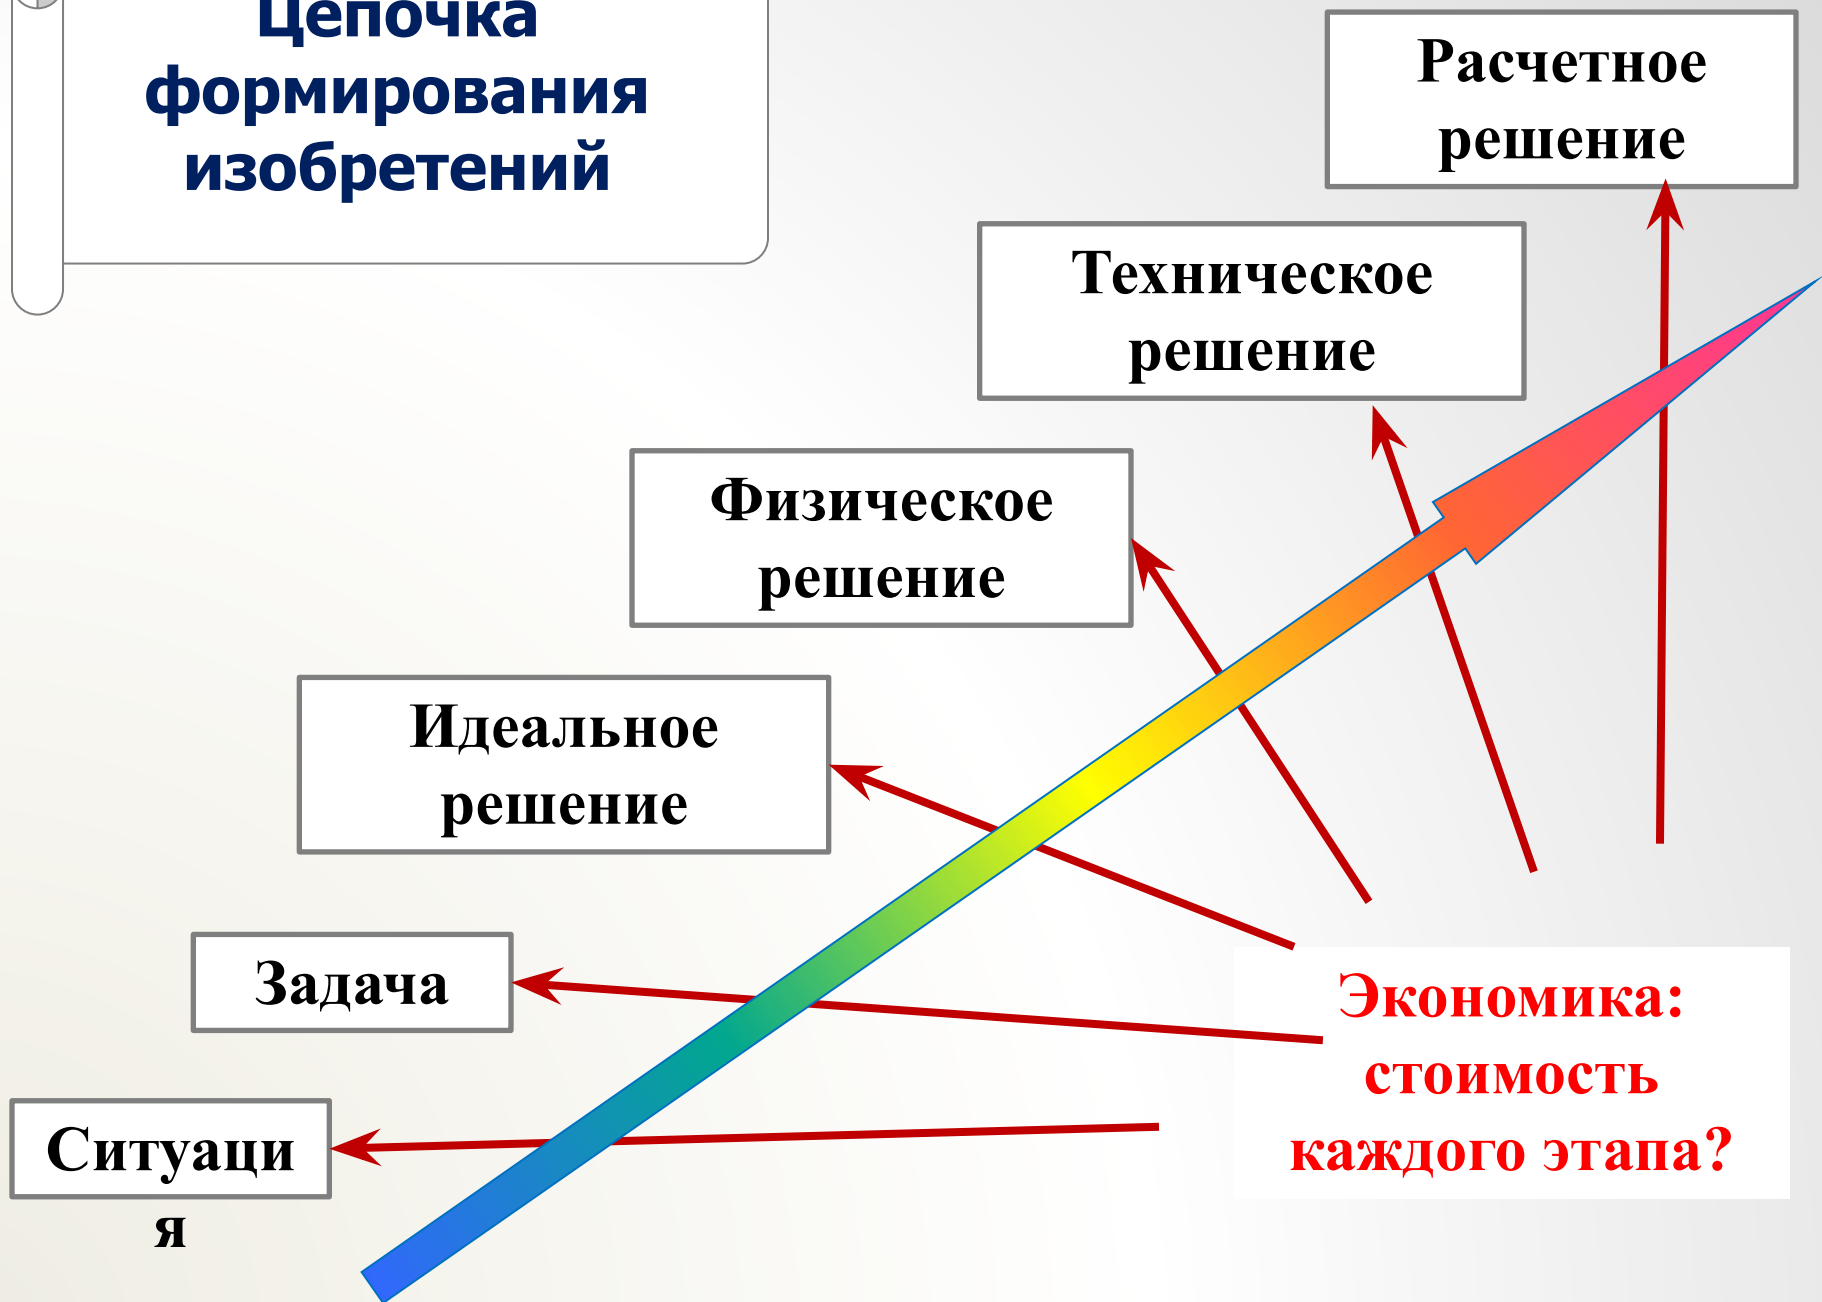 Цепочка
формирования
изобретений
Расчетное
решение
Техническое
решение
Физическое
решение
Идеальное
решение
Задача
Ситуаци
я
Экономика:
стоимость
каждого этапа?